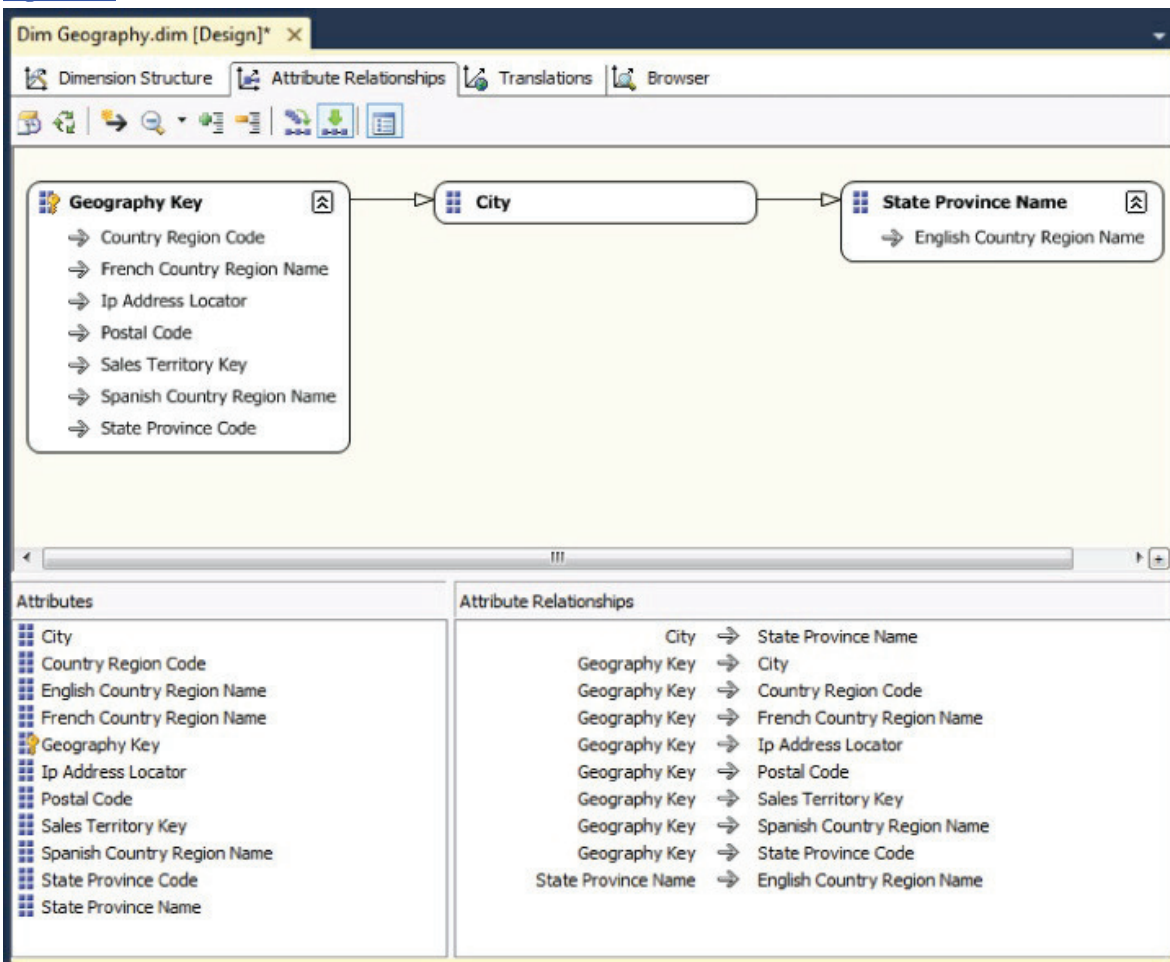 Dim Geography.dim [Design]* ×
Dimension Structure Attribute Relationships Translations Browser
Geography Key
Country Region Code
French Country Region Name
Ip Address Locator
Postal Code
Sales Territory Key
Spanish Country Region Name
State Province Code
City
State Province Name
English Country Region Name
Attributes
City
Country Region Code
English Country Region Name
French Country Region Name
Geography Key
Ip Address Locator
Postal Code
Sales Territory Key
Spanish Country Region Name
State Province Code
State Province Name
Attribute Relationships
City State Province Name
Geography Key City
Geography Key Country Region Code
Geography Key French Country Region Name
Geography Key Ip Address Locator
Geography Key Postal Code
Geography Key Sales Territory Key
Geography Key Spanish Country Region Name
Geography Key State Province Code
State Province Name English Country Region Name